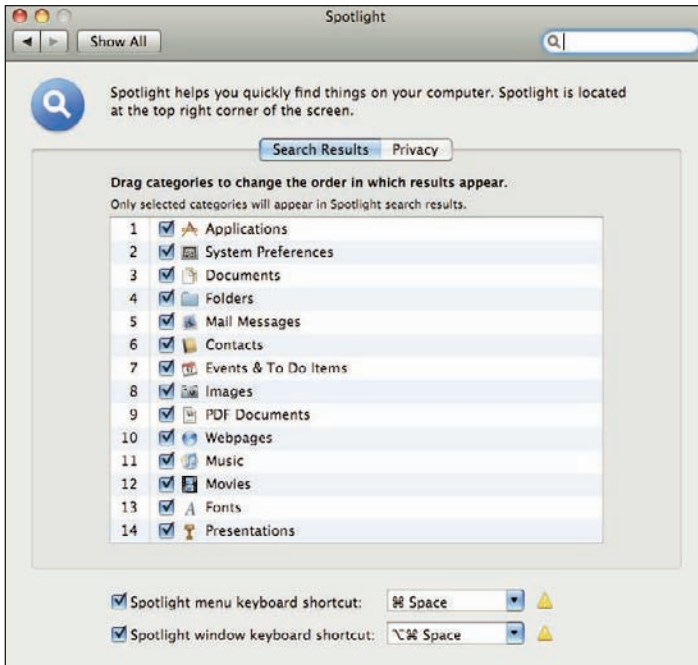 Spotlight
Show All
Spotlight helps you quickly find things on your computer. Spotlight is located
at the top right corner of the screen.
Search Results Privacy
Drag categories to change the order in which results appear.
Only selected categories will appear in Spotlight search results.
1 Applications
2 System Preferences
3 Documents
4 Folders
5 Mail Messages
6 Contacts
7 Events & To Do Items
8 Images
9 PDF Documents
10 Webpages
11 Music
12 Movies
13 Fonts
14 Presentations
Spotlight menu keyboard shortcut: ⌘ Space
Spotlight window keyboard shortcut: ⌥⌘ Space